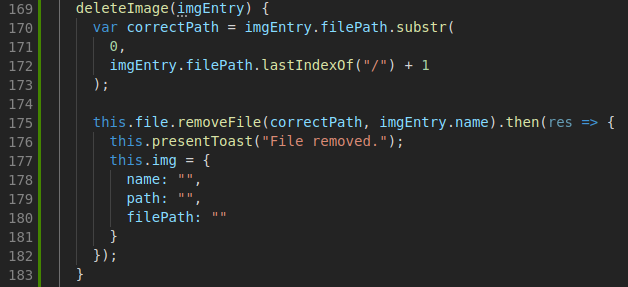 169 deleteImage(imgEntry) {
170 var correctPath = imgEntry.filePath.substr(
171 0,
172 imgEntry.filePath.lastIndexOf("/") + 1
173 );
174
175 this.file.removeFile(correctPath, imgEntry.name).then(res => {
176 this.presentToast("File removed.");
177 this.img = {
178 name: "",
179 path: "",
180 filePath: ""
181 }
182 });
183 }